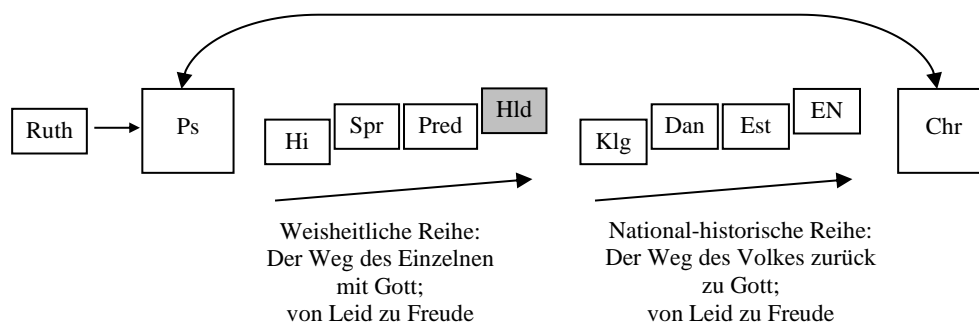 Ruth
Ps
Hi
Spr
Pred
Hld
Klg
Dan
Est
EN
Chr
Weisheitliche Reihe:
Der Weg des Einzelnen
mit Gott;
von Leid zu Freude
National-historische Reihe:
Der Weg des Volkes zurück
zu Gott;
von Leid zu Freude